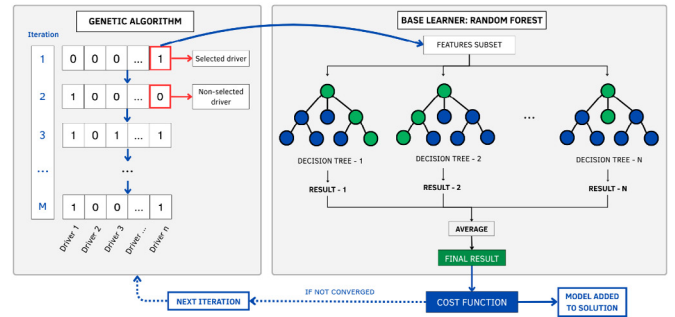 GENETIC ALGORITHM
Iteration
1 0 0 0 ... 1
Selected driver
2 1 0 0 ... 0
Non-selected
driver
3 1 0 1 ... 1
... ...
M 1 0 0 ... 1
Driver 1 Driver 2 Driver 3 Driver ... Driver n
BASE LEARNER: RANDOM FOREST
FEATURES SUBSET
...
DECISION TREE - 1 DECISION TREE - 2 DECISION TREE - N
RESULT - 1 RESULT - 2 RESULT - N
AVERAGE
FINAL RESULT
NEXT ITERATION
IF NOT CONVERGED
COST FUNCTION
MODEL ADDED
TO SOLUTION